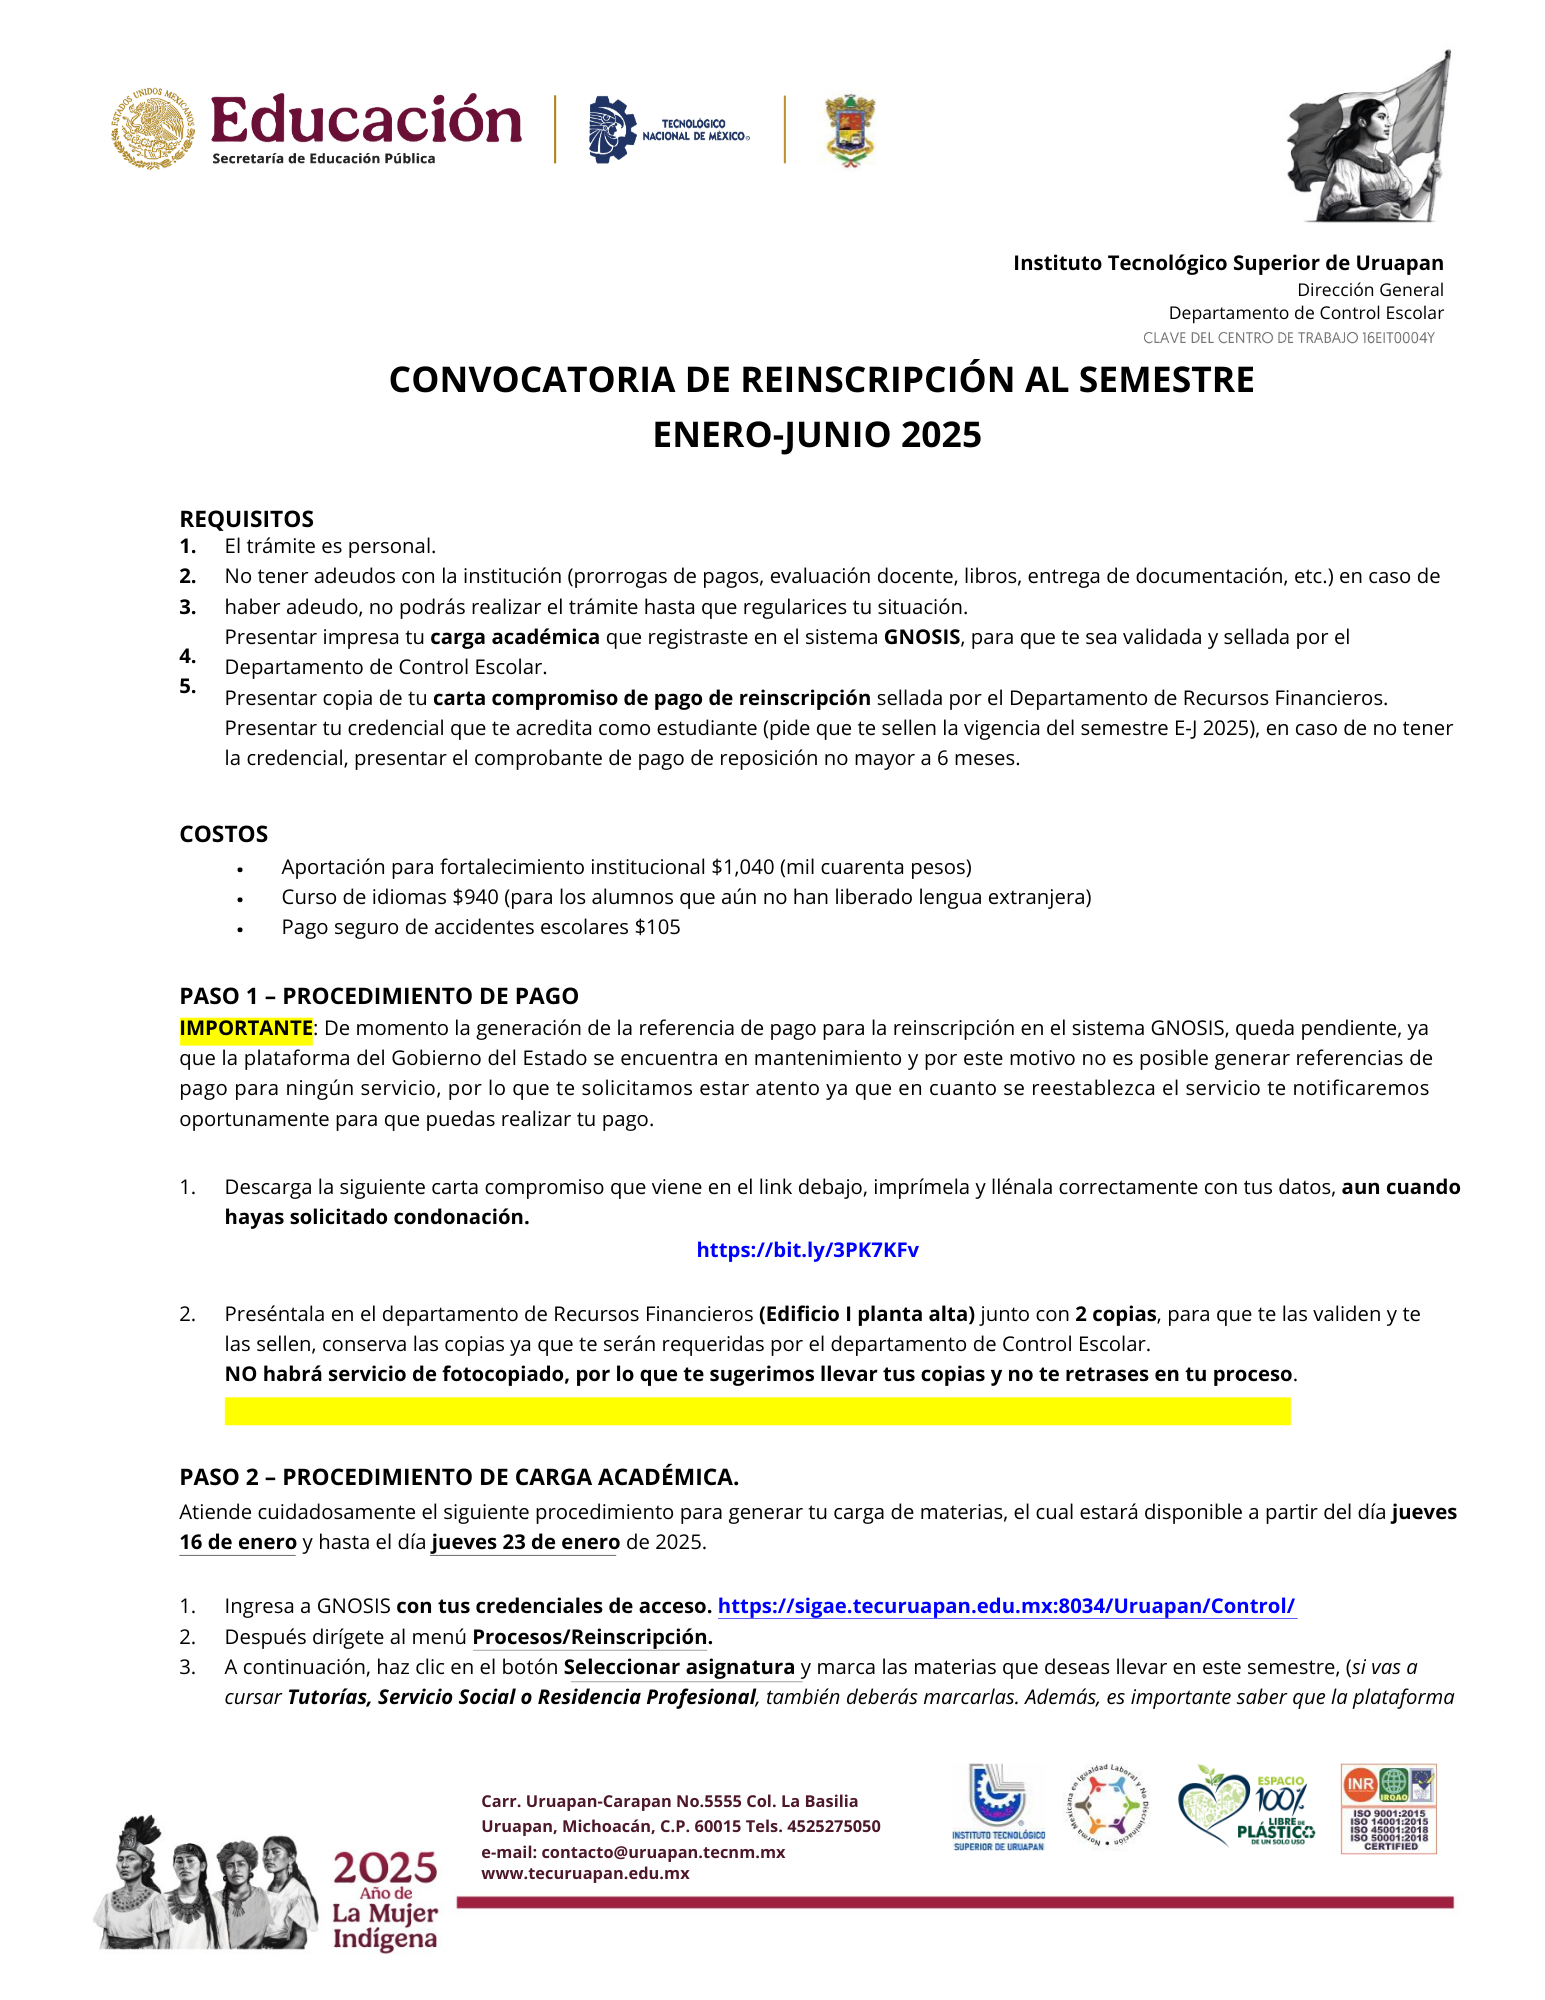 ESTADOS UNIDOS MEXICANOS
Educación
Secretaría de Educación Pública
TECNOLÓGICO
NACIONAL DE MÉXICO
Instituto Tecnológico Superior de Uruapan
Dirección General
Departamento de Control Escolar
CLAVE DEL CENTRO DE TRABAJO 16EIT0004Y
CONVOCATORIA DE REINSCRIPCIÓN AL SEMESTRE
ENERO-JUNIO 2025
REQUISITOS
1. El trámite es personal.
2. No tener adeudos con la institución (prorrogas de pagos, evaluación docente, libros, entrega de documentación, etc.) en caso de
3. haber adeudo, no podrás realizar el trámite hasta que regularices tu situación.
Presentar impresa tu carga académica que registraste en el sistema GNOSIS, para que te sea validada y sellada por el
4. Departamento de Control Escolar.
5. Presentar copia de tu carta compromiso de pago de reinscripción sellada por el Departamento de Recursos Financieros.
Presentar tu credencial que te acredita como estudiante (pide que te sellen la vigencia del semestre E-J 2025), en caso de no tener
la credencial, presentar el comprobante de pago de reposición no mayor a 6 meses.
COSTOS
• Aportación para fortalecimiento institucional $1,040 (mil cuarenta pesos)
• Curso de idiomas $940 (para los alumnos que aún no han liberado lengua extranjera)
• Pago seguro de accidentes escolares $105
PASO 1 – PROCEDIMIENTO DE PAGO
IMPORTANTE: De momento la generación de la referencia de pago para la reinscripción en el sistema GNOSIS, queda pendiente, ya
que la plataforma del Gobierno del Estado se encuentra en mantenimiento y por este motivo no es posible generar referencias de
pago para ningún servicio, por lo que te solicitamos estar atento ya que en cuanto se reestablezca el servicio te notificaremos
oportunamente para que puedas realizar tu pago.
1. Descarga la siguiente carta compromiso que viene en el link debajo, imprímela y llénala correctamente con tus datos, aun cuando
hayas solicitado condonación.
https://bit.ly/3PK7KFv
2. Preséntala en el departamento de Recursos Financieros (Edificio I planta alta) junto con 2 copias, para que te las validen y te
las sellen, conserva las copias ya que te serán requeridas por el departamento de Control Escolar.
NO habrá servicio de fotocopiado, por lo que te sugerimos llevar tus copias y no te retrases en tu proceso.
PASO 2 – PROCEDIMIENTO DE CARGA ACADÉMICA.
Atiende cuidadosamente el siguiente procedimiento para generar tu carga de materias, el cual estará disponible a partir del día jueves
16 de enero y hasta el día jueves 23 de enero de 2025.
1. Ingresa a GNOSIS con tus credenciales de acceso. https://sigae.tecuruapan.edu.mx:8034/Uruapan/Control/
2. Después dirígete al menú Procesos/Reinscripción.
3. A continuación, haz clic en el botón Seleccionar asignatura y marca las materias que deseas llevar en este semestre, (si vas a
cursar Tutorías, Servicio Social o Residencia Profesional, también deberás marcarlas. Además, es importante saber que la plataforma
2025
Año de
La Mujer
Indígena
Carr. Uruapan-Carapan No.5555 Col. La Basilia
Uruapan, Michoacán, C.P. 60015 Tels. 4525275050
e-mail: contacto@uruapan.tecnm.mx
www.tecuruapan.edu.mx
INSTITUTO TECNOLÓGICO
SUPERIOR DE URUAPAN
Norma Mexicana en Igualdad Laboral y No Discriminación
ESPACIO
100%
LIBRE DE
PLÁSTICO
DE UN SOLO USO
INR
IRQAO
ISO 9001:2015
ISO 14001:2015
ISO 45001:2018
ISO 50001:2018
CERTIFIED